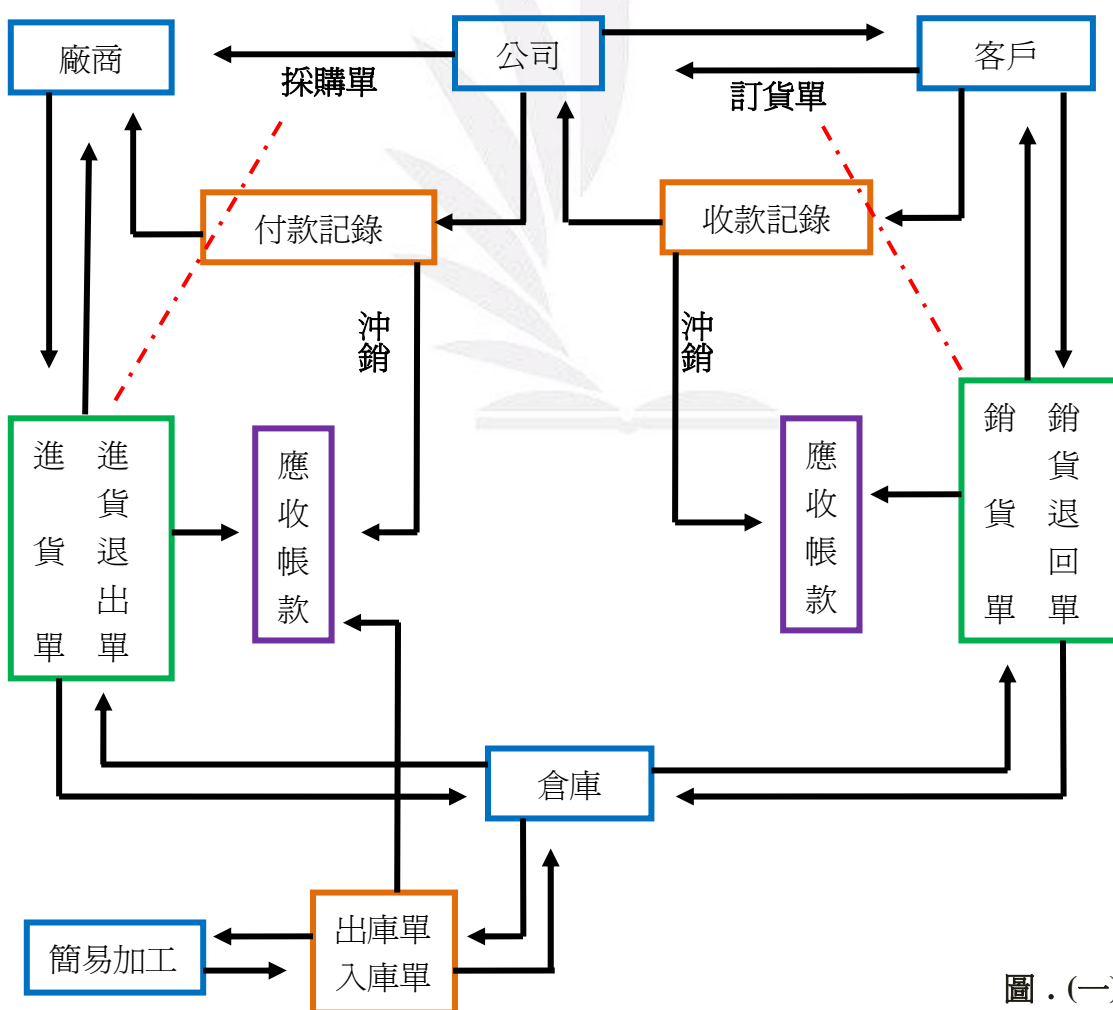 廠商
公司
客戶
採購單
訂貨單
付款記錄
收款記錄
沖銷
沖銷
進貨單
進貨退出單
應收帳款
應收帳款
銷貨單
銷貨退回單
倉庫
簡易加工
出庫單
入庫單
圖．(一)